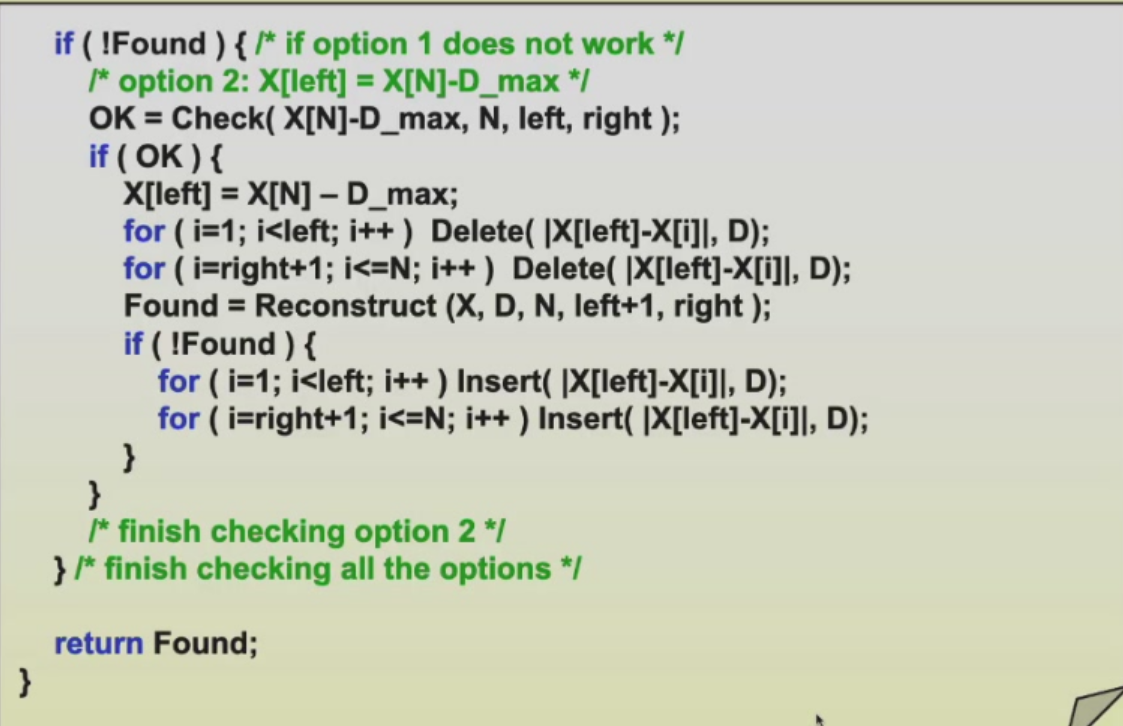 if ( !Found ) { /* if option 1 does not work */
/* option 2: X[left] = X[N]-D_max */
OK = Check( X[N]-D_max, N, left, right );
if ( OK ) {
X[left] = X[N] – D_max;
for ( i=1; i<left; i++ )  Delete( |X[left]-X[i]|, D);
for ( i=right+1; i<=N; i++ )  Delete( |X[left]-X[i]|, D);
Found = Reconstruct (X, D, N, left+1, right );
if ( !Found ) {
for ( i=1; i<left; i++ ) Insert( |X[left]-X[i]|, D);
for ( i=right+1; i<=N; i++ ) Insert( |X[left]-X[i]|, D);
}
}
/* finish checking option 2 */
} /* finish checking all the options */
return Found;
}